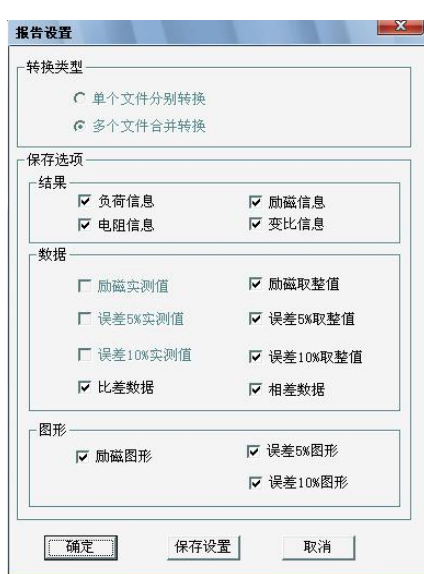 报告设置
转换类型
单个文件分别转换
多个文件合并转换
保存选项
结果
负荷信息 励磁信息
电阻信息 变比信息
数据
励磁实测值 励磁取整值
误差5%实测值 误差5%取整值
误差10%实测值 误差10%取整值
比差数据 相差数据
图形
励磁图形 误差5%图形
误差10%图形
确定 保存设置 取消